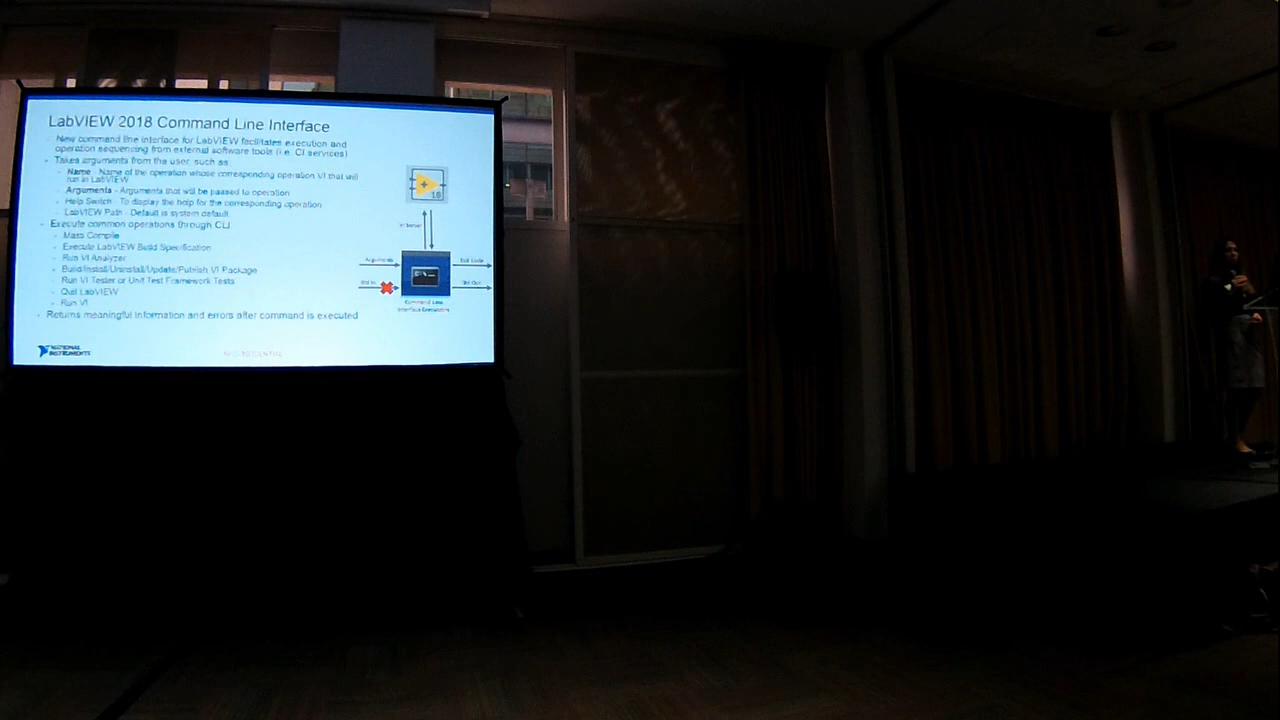 LabVIEW 2018 Command Line Interface
New command line interface for LabVIEW facilitates execution and
operation sequencing from external software tools (i.e. CI services)
Takes arguments from the user, such as
Name - Name of the operation whose corresponding operation VI that will
run in LabVIEW
Arguments - Arguments that will be passed to operation
Help Switch - To display the help for the corresponding operation
LabVIEW Path - Default is system default
Execute common operations through CLI
Mass Compile
Execute LabVIEW Build Specification
Run VI Analyzer
Build/Install/Uninstall/Update/Publish VI Package
Run VI Tester or Unit Test Framework Tests
Quit LabVIEW
Run VI
Returns meaningful information and errors after command is executed
18
VI Server
Arguments
Exit Code
Std In
Std Out
Command Line
Interface
NATIONAL
INSTRUMENTS